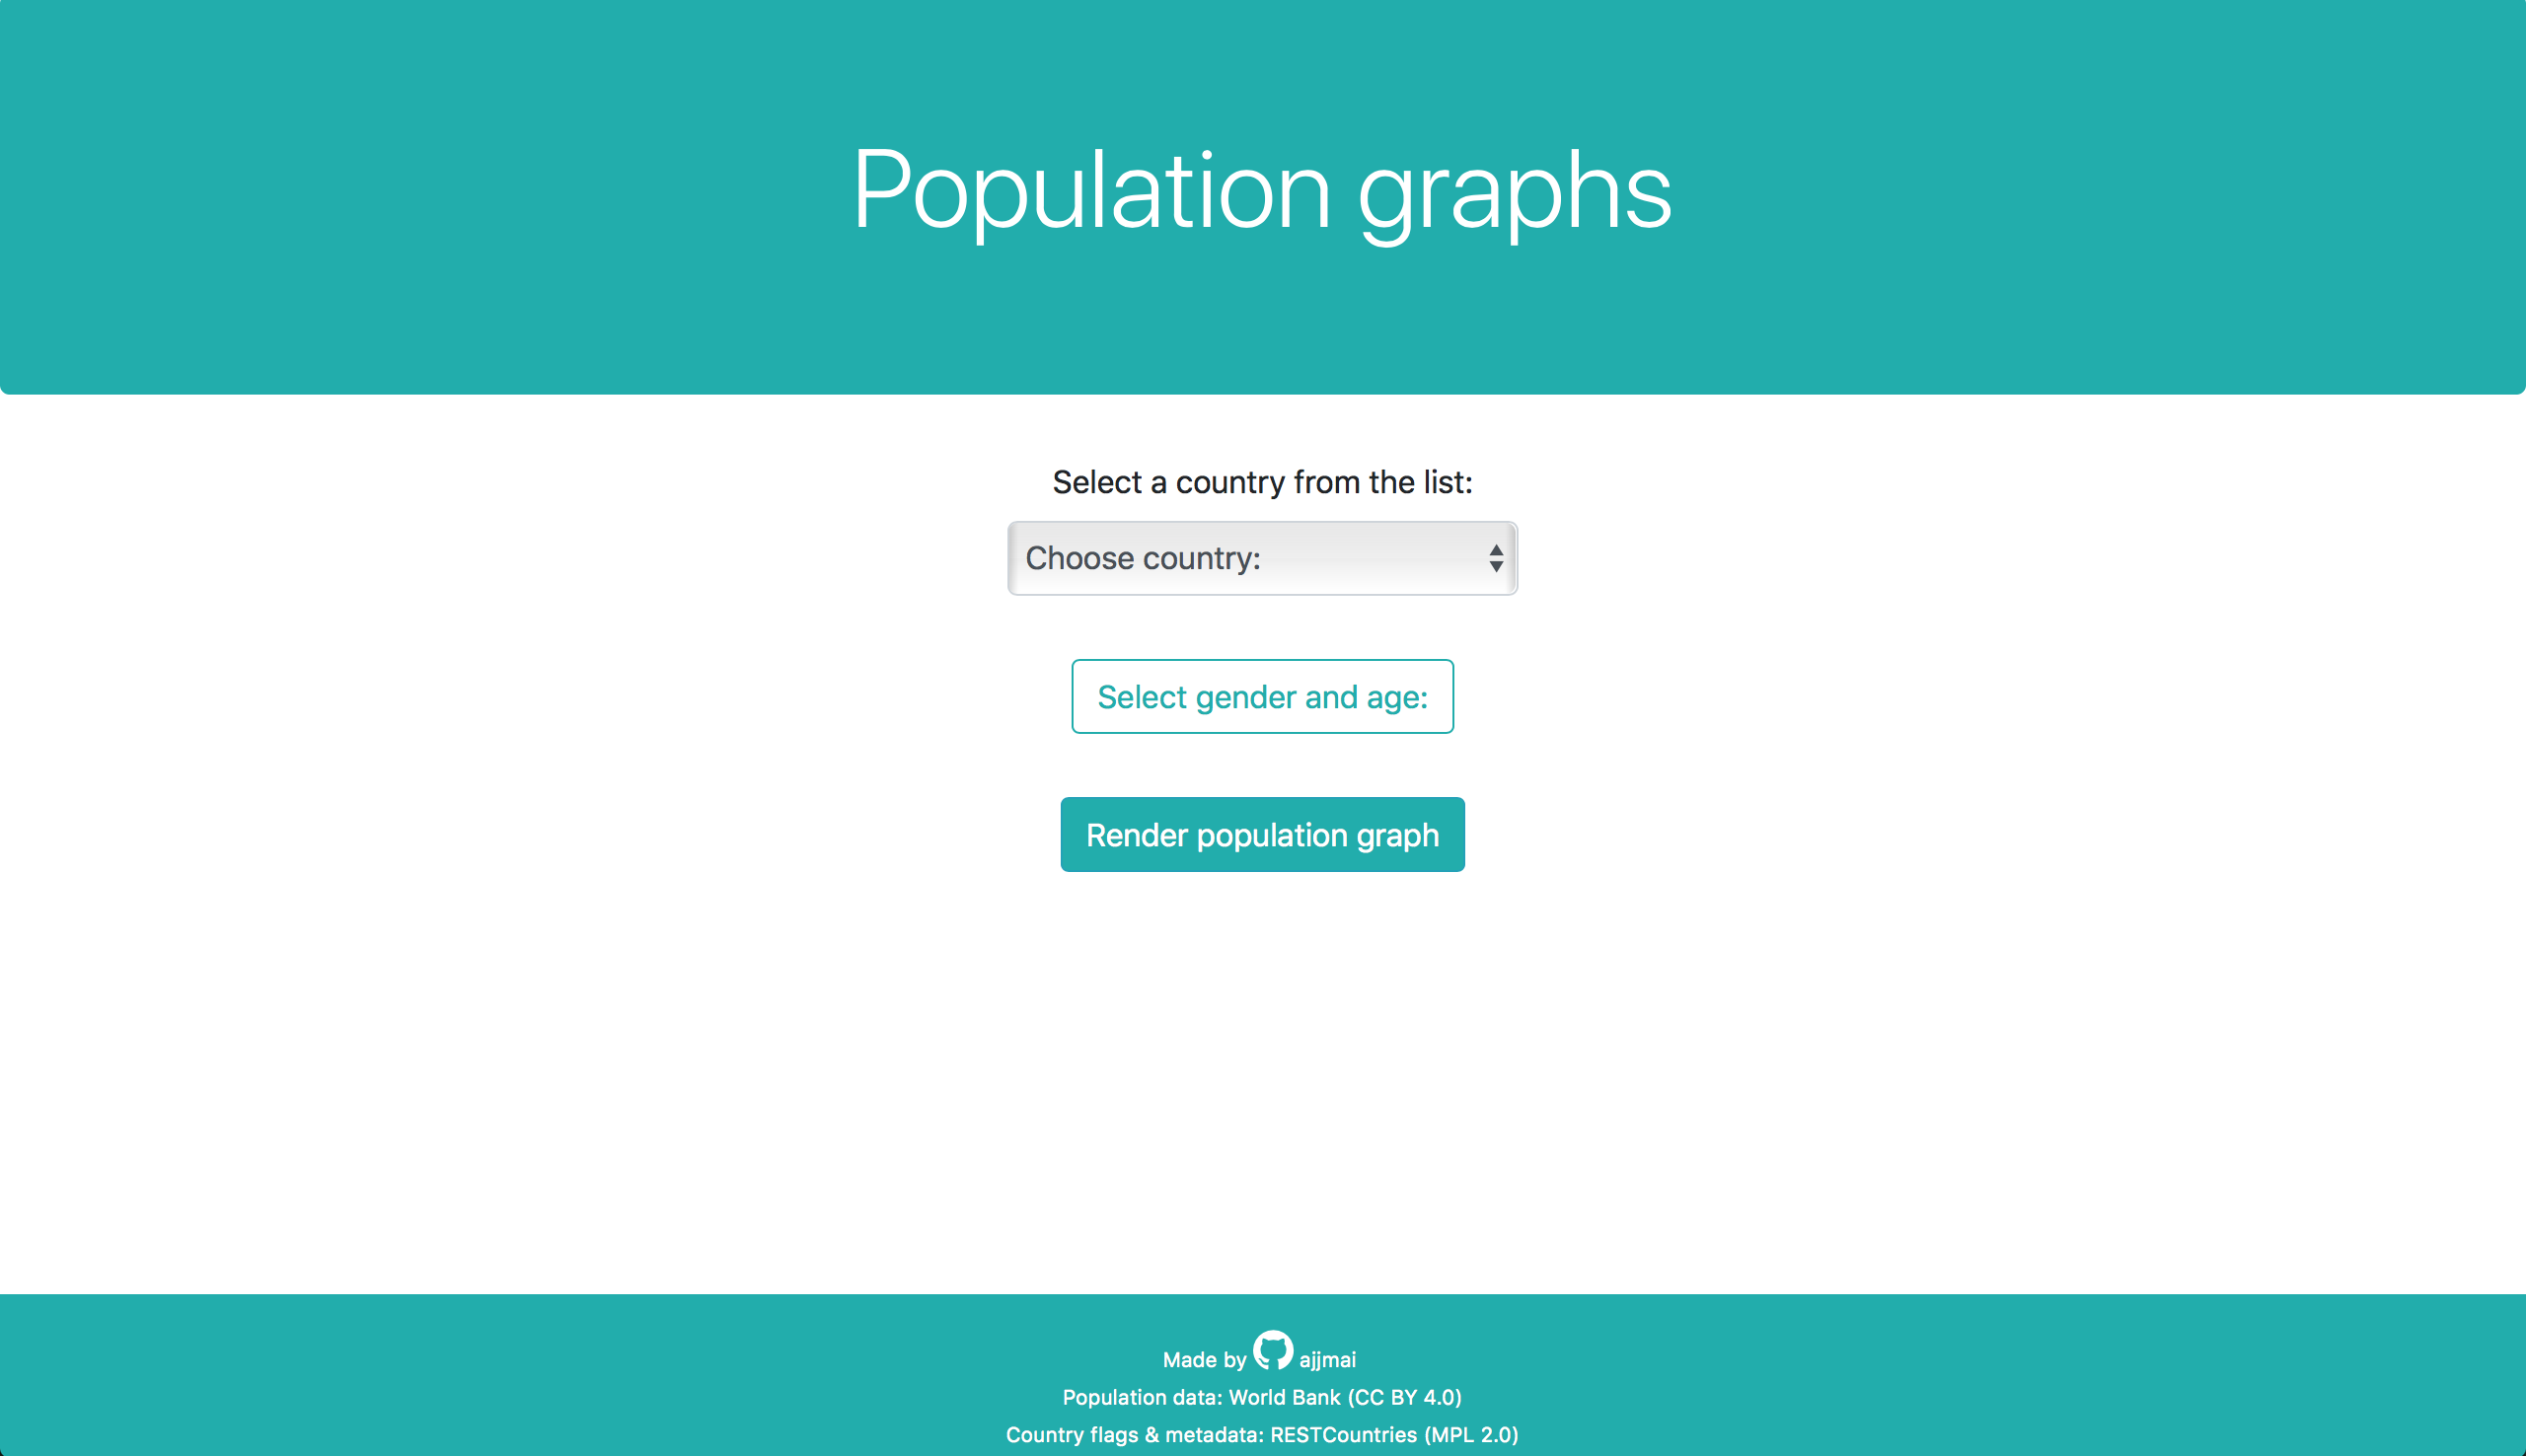 Population graphs
Select a country from the list:
Choose country:
Select gender and age:
Render population graph
Made by ajjmai
Population data: World Bank (CC BY 4.0)
Country flags & metadata: RESTCountries (MPL 2.0)